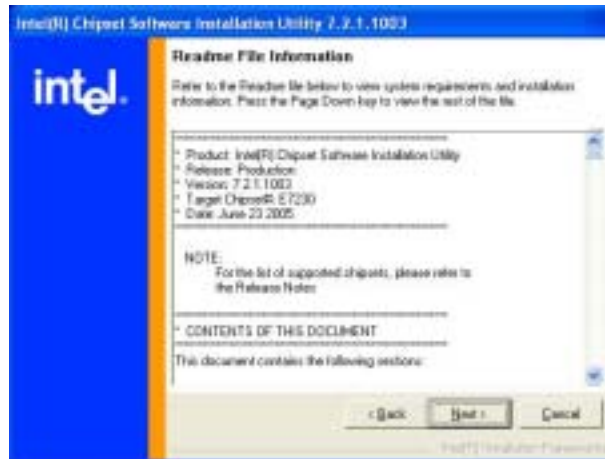 Intel(R) Chipset Software Installation Utility 7.2.1.1003
intel.
Readme File Information
Refer to the Readme file below to view system requirements and installation
information. Press the Page Down key to view the rest of the file.
************************************************************
* Product: Intel(R) Chipset Software Installation Utility
* Release: Production
* Version: 7.2.1.1003
* Target Chipset#: E7230
* Date: June 23 2005
************************************************************
NOTE:
For the list of supported chipsets, please refer to
the Release Notes
************************************************************
* CONTENTS OF THIS DOCUMENT
************************************************************
This document contains the following sections:
< Back
Next >
Cancel
Intel(R) Installation Framework